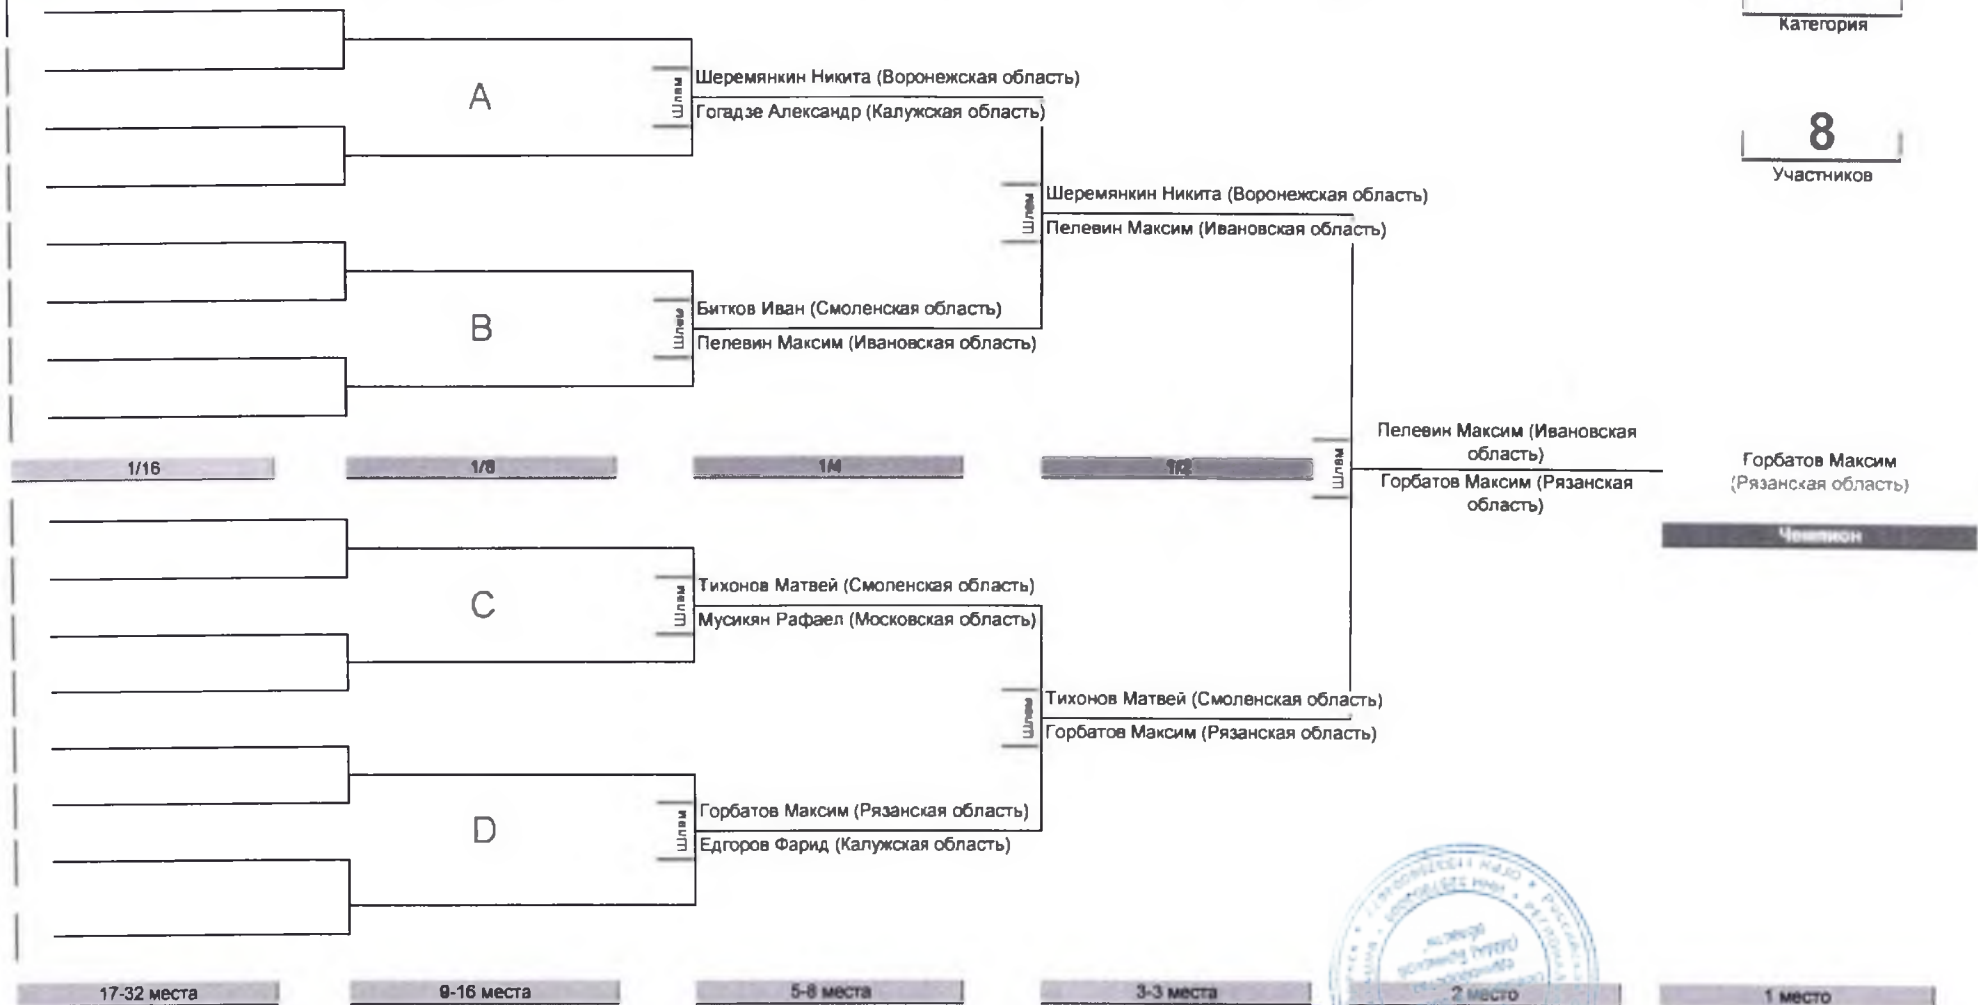 Категория
8
Участников
A
Шлем
Шеремянкин Никита (Воронежская область)
Гогадзе Александр (Калужская область)
Шлем
Шеремянкин Никита (Воронежская область)
Пелевин Максим (Ивановская область)
B
Шлем
Битков Иван (Смоленская область)
Пелевин Максим (Ивановская область)
1/16
1/8
1/4
1/2
Шлем
Пелевин Максим (Ивановская
область)
Горбатов Максим (Рязанская
область)
Горбатов Максим
(Рязанская область)
Чемпион
C
Шлем
Тихонов Матвей (Смоленская область)
Мусикян Рафаел (Московская область)
Шлем
Тихонов Матвей (Смоленская область)
Горбатов Максим (Рязанская область)
D
Шлем
Горбатов Максим (Рязанская область)
Едгоров Фарид (Калужская область)
17-32 места
9-16 места
5-8 места
3-3 места
2 место
1 место